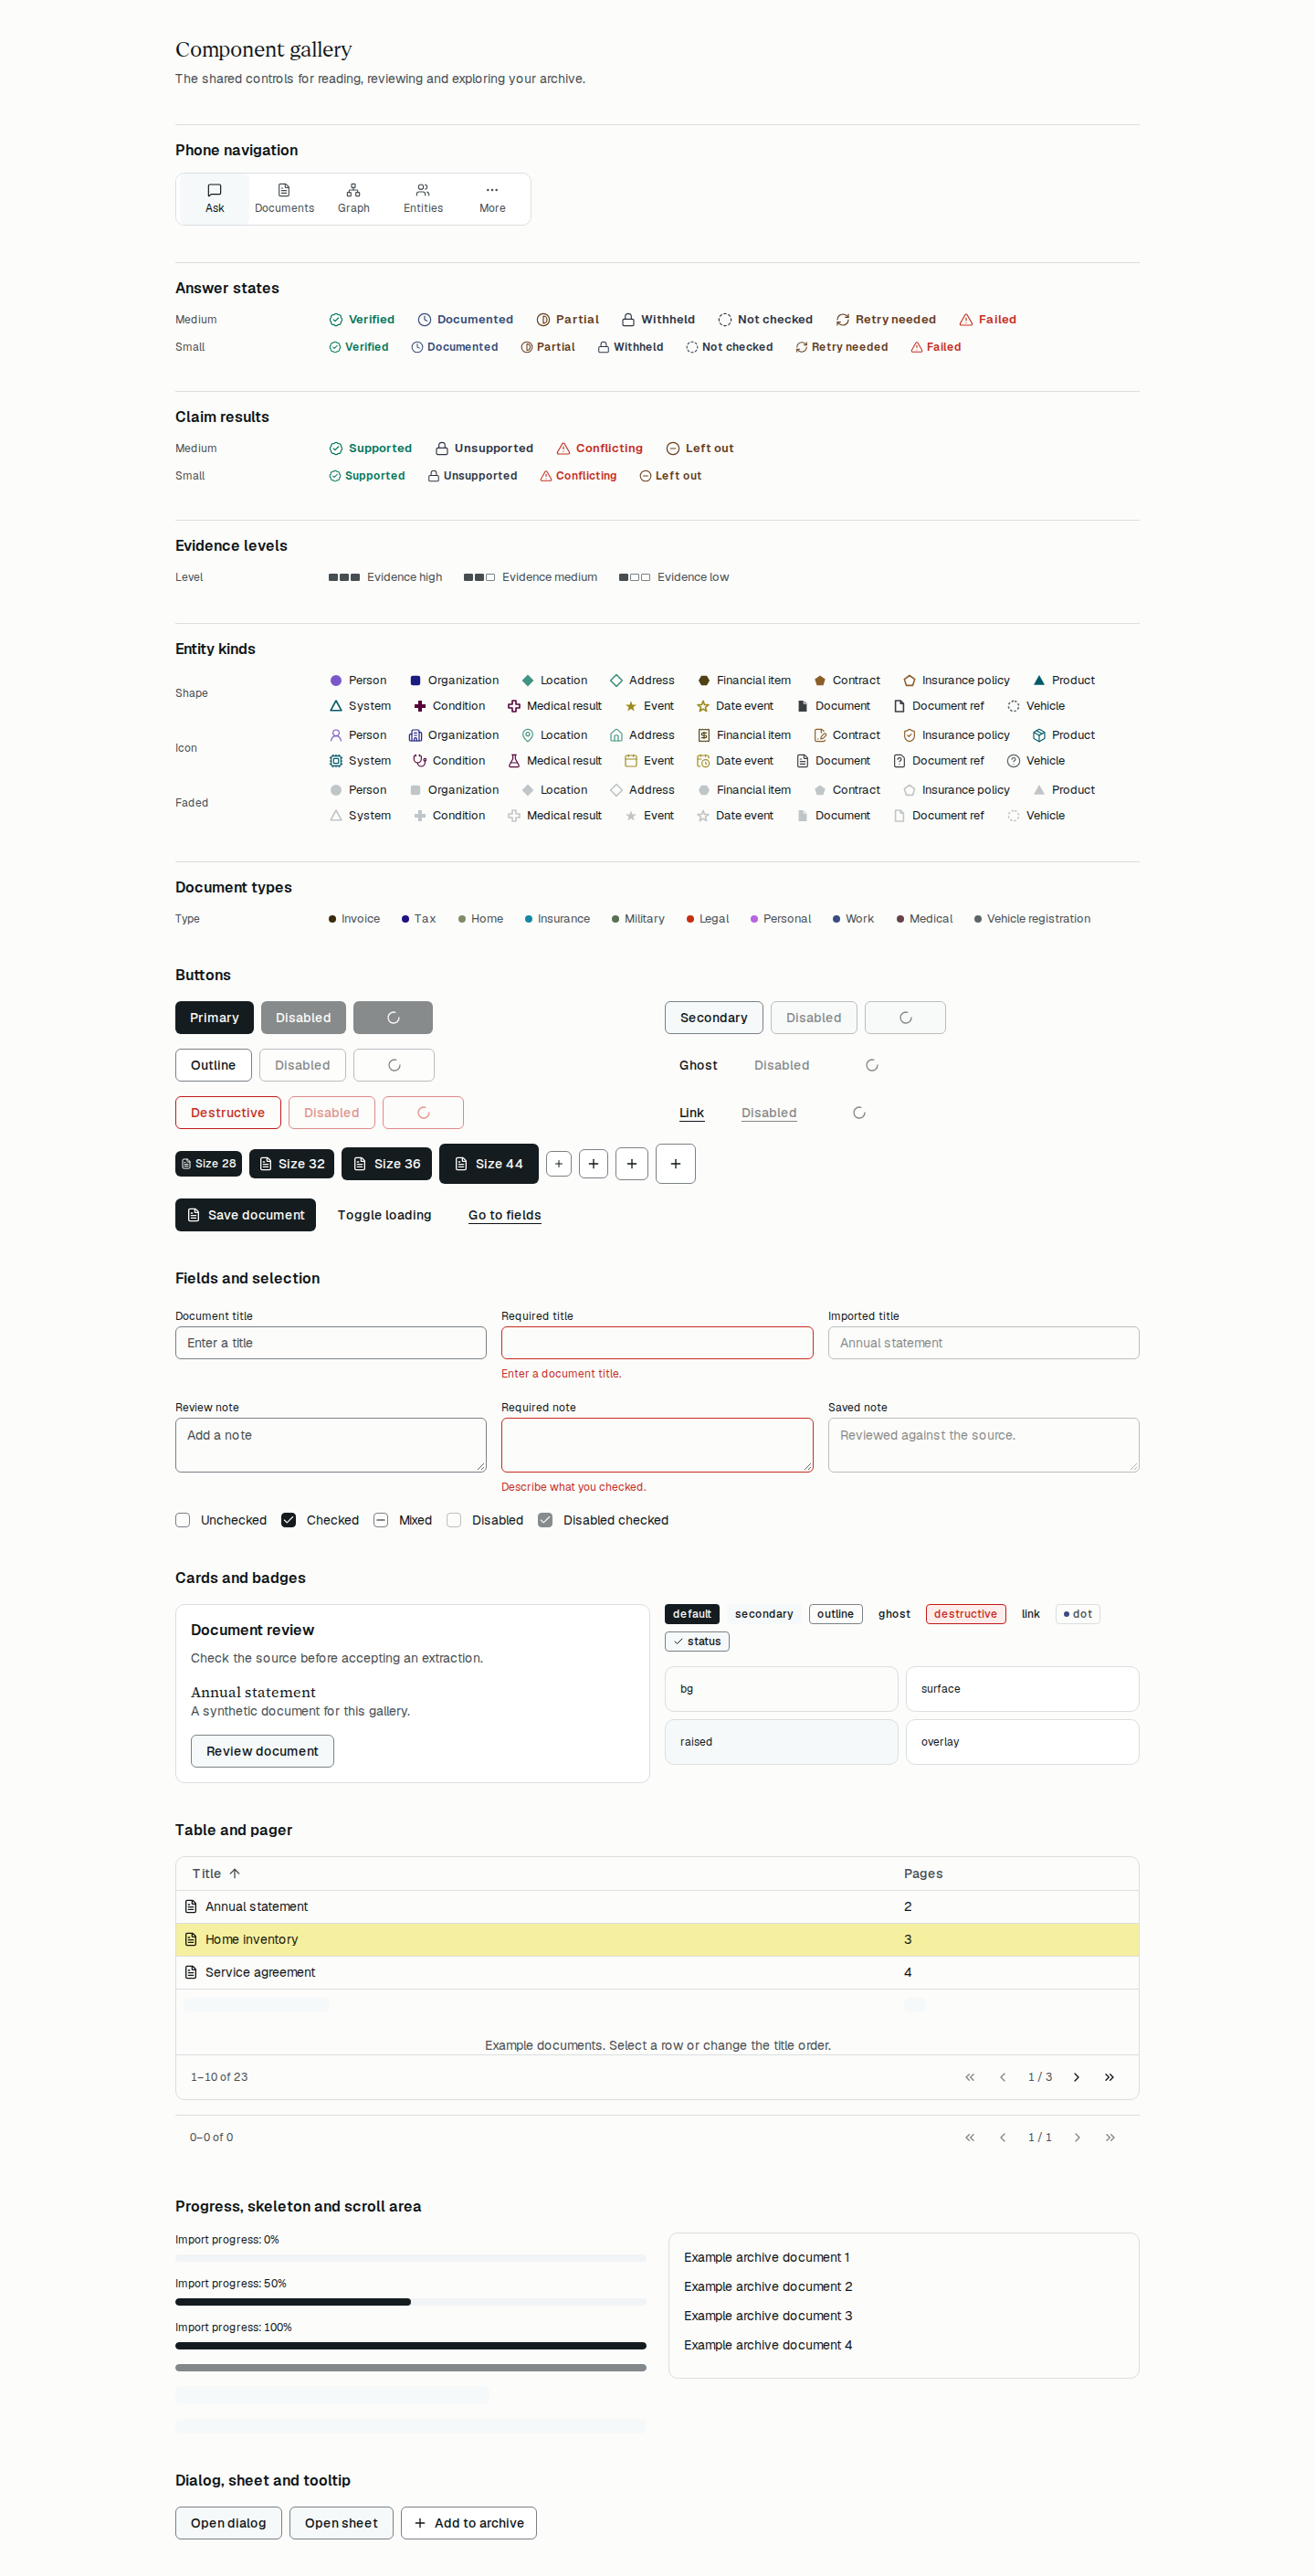 Component gallery
The shared controls for reading, reviewing and exploring your archive.
Phone navigation
Ask Documents Graph Entities More
Answer states
Medium Verified Documented Partial Withheld Not checked Retry needed Failed
Small Verified Documented Partial Withheld Not checked Retry needed Failed
Claim results
Medium Supported Unsupported Conflicting Left out
Small Supported Unsupported Conflicting Left out
Evidence levels
Level Evidence high Evidence medium Evidence low
Entity kinds
Shape
Person Organization Location Address Financial item Contract Insurance policy Product
System Condition Medical result Event Date event Document Document ref Vehicle
Icon
Person Organization Location Address Financial item Contract Insurance policy Product
System Condition Medical result Event Date event Document Document ref Vehicle
Faded
Person Organization Location Address Financial item Contract Insurance policy Product
System Condition Medical result Event Date event Document Document ref Vehicle
Document types
Type Invoice Tax Home Insurance Military Legal Personal Work Medical Vehicle registration
Buttons
Primary Disabled Secondary Disabled
Outline Disabled Ghost Disabled
Destructive Disabled Link Disabled
Size 28 Size 32 Size 36 Size 44
Save document Toggle loading Go to fields
Fields and selection
Document title Required title Imported title
Enter a title Annual statement
Enter a document title.
Review note Required note Saved note
Add a note Reviewed against the source.
Describe what you checked.
Unchecked Checked Mixed Disabled Disabled checked
Cards and badges
Document review
Check the source before accepting an extraction.
Annual statement
A synthetic document for this gallery.
Review document
default secondary outline ghost destructive link dot
status
bg surface
raised overlay
Table and pager
Title Pages
Annual statement 2
Home inventory 3
Service agreement 4
Example documents. Select a row or change the title order.
1–10 of 23 1 / 3
0–0 of 0 1 / 1
Progress, skeleton and scroll area
Import progress: 0%
Import progress: 50%
Import progress: 100%
Example archive document 1
Example archive document 2
Example archive document 3
Example archive document 4
Dialog, sheet and tooltip
Open dialog Open sheet Add to archive